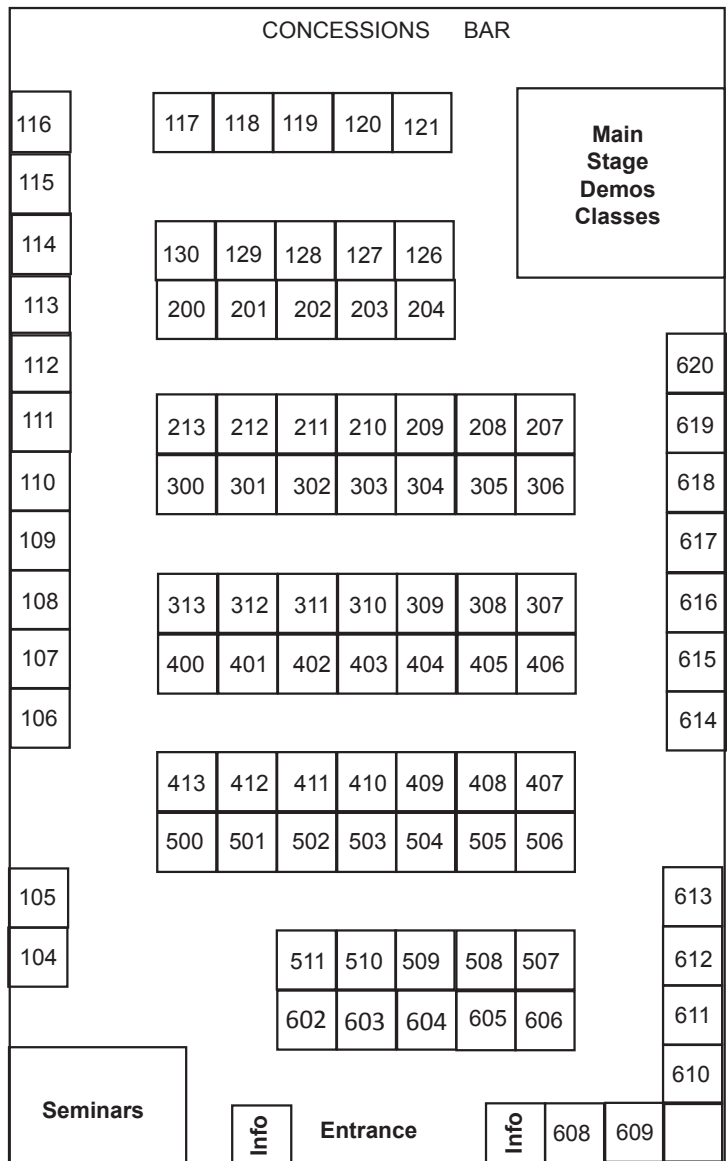 CONCESSIONS BAR
116 117 118 119 120 121
Main
Stage
Demos
Classes
115
114 130 129 128 127 126
113 200 201 202 203 204
112 620
111 213 212 211 210 209 208 207 619
110 300 301 302 303 304 305 306 618
109 617
108 313 312 311 310 309 308 307 616
107 400 401 402 403 404 405 406 615
106 614
413 412 411 410 409 408 407
500 501 502 503 504 505 506
105 613
104 511 510 509 508 507 612
602 603 604 605 606 611
610
Seminars Info Entrance Info 608 609